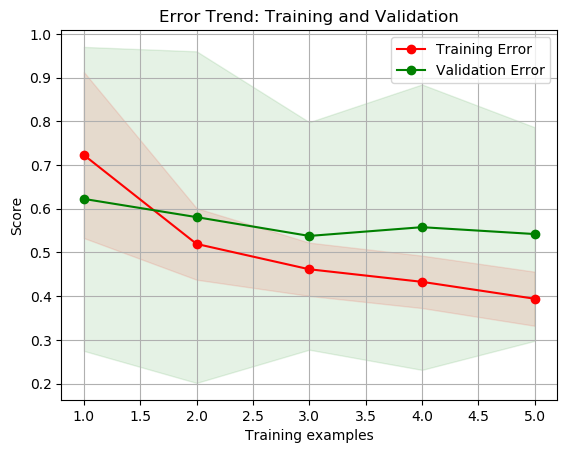 Error Trend: Training and Validation
Training Error
Validation Error
Score
1.0
0.9
0.8
0.7
0.6
0.5
0.4
0.3
0.2
1.0 1.5 2.0 2.5 3.0 3.5 4.0 4.5 5.0
Training examples